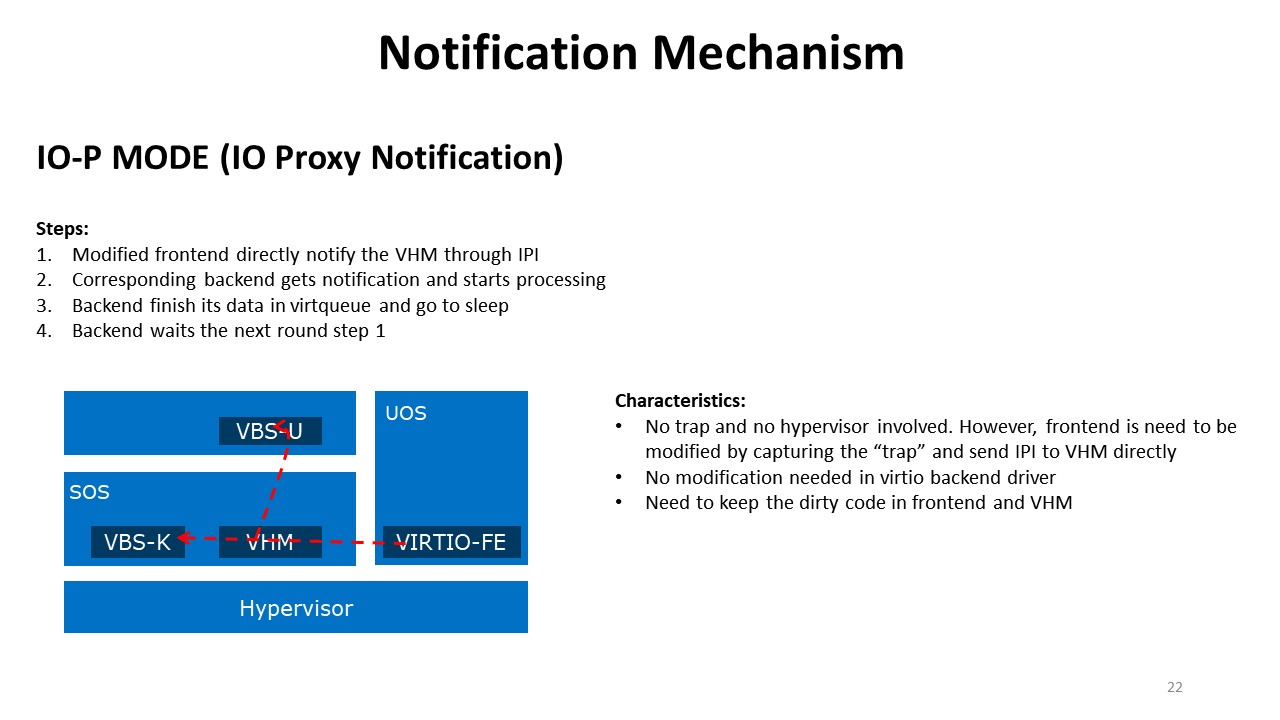 Notification Mechanism
IO-P MODE (IO Proxy Notification)
Steps:
1. Modified frontend directly notify the VHM through IPI
2. Corresponding backend gets notification and starts processing
3. Backend finish its data in virtqueue and go to sleep
4. Backend waits the next round step 1
VBS-U
UOS
SOS
VBS-K
VHM
VIRTIO-FE
Hypervisor
Characteristics:
• No trap and no hypervisor involved. However, frontend is need to be
modified by capturing the “trap” and send IPI to VHM directly
• No modification needed in virtio backend driver
• Need to keep the dirty code in frontend and VHM
22